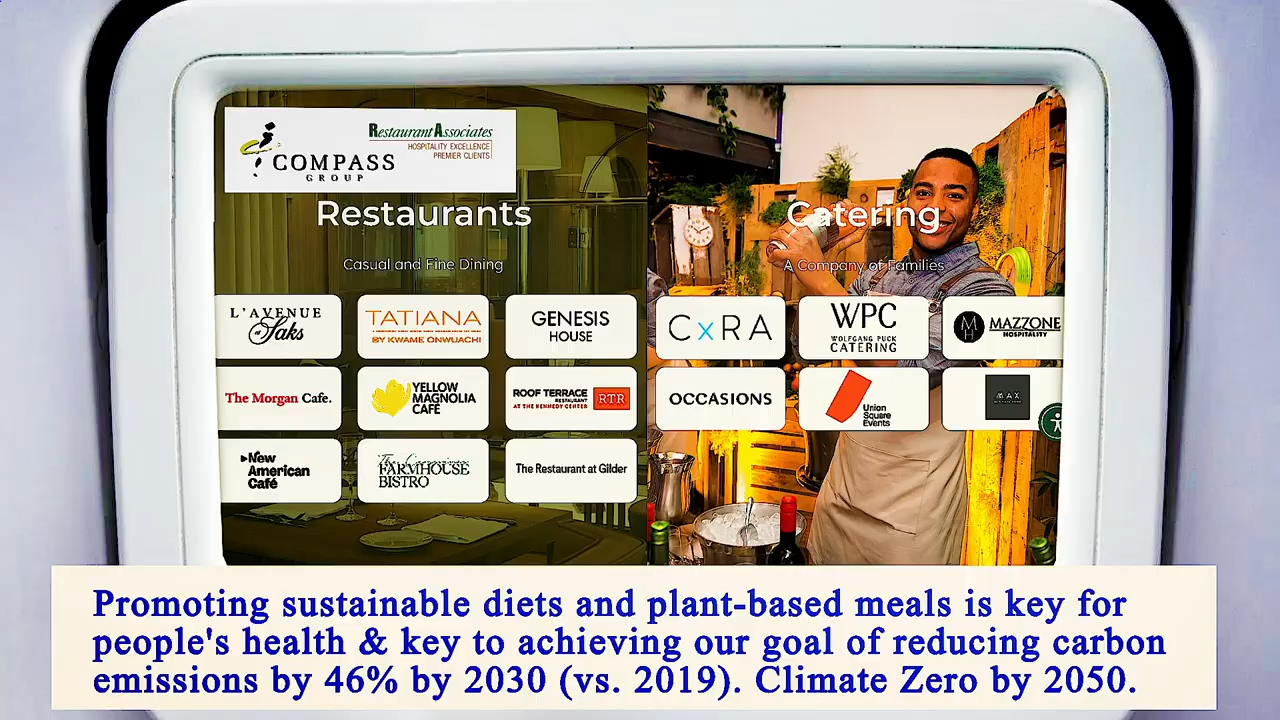 COMPASS
GROUP
Restaurant Associates
HOSPITALITY EXCELLENCE
PREMIER CLIENTS
Restaurants
Casual and Fine Dining
L'AVENUE
at Saks
TATIANA
BY KWAME ONWUACHI
GENESIS
HOUSE
The Morgan Cafe.
YELLOW
MAGNOLIA
CAFÉ
ROOF TERRACE
RESTAURANT
AT THE KENNEDY CENTER
RTR
New
American
Café
FARMHOUSE
BISTRO
The Restaurant at Gilder
Catering
A Company of Families
CxRA
WPC
WOLFGANG PUCK
CATERING
MH
MAZZONE
HOSPITALITY
OCCASIONS
Union
Square
Events
MAX
Promoting sustainable diets and plant-based meals is key for
people's health & key to achieving our goal of reducing carbon
emissions by 46% by 2030 (vs. 2019). Climate Zero by 2050.